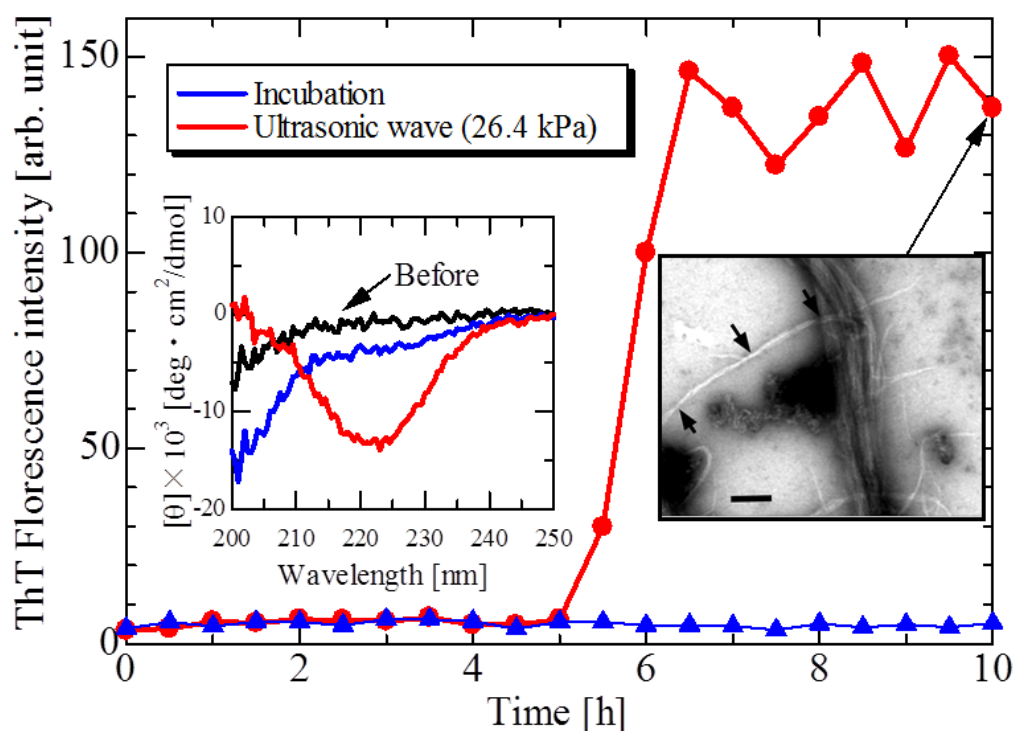 ThT Florescence intensity [arb. unit]
150
100
50
0
Incubation
Ultrasonic wave (26.4 kPa)
[θ] × 10³ [deg・cm²/dmol]
10
0
-10
-20
Before
200 210 220 230 240 250
Wavelength [nm]
0 2 4 6 8 10
Time [h]